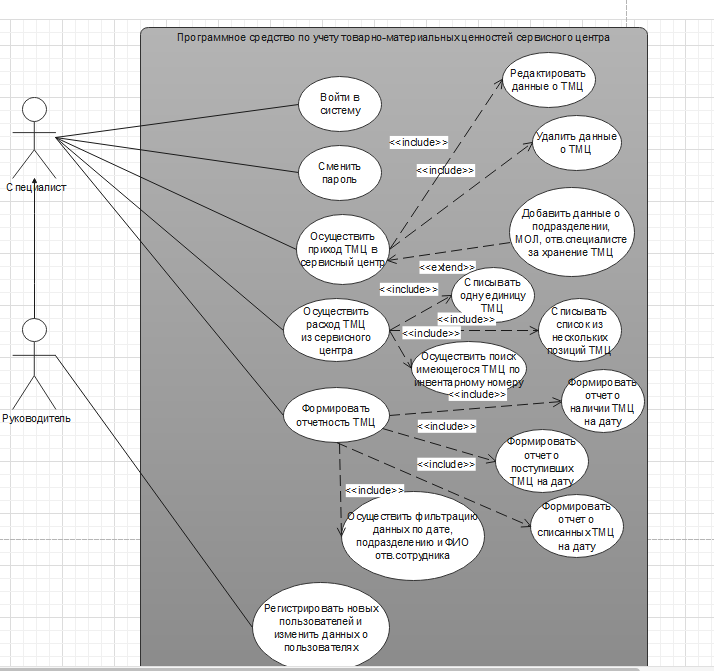 Программное средство по учету товарно-материальных ценностей сервисного центра
Редактировать
данные о ТМЦ
Войти в
систему
<<include>>
Удалить данные
о ТМЦ
<<include>>
Сменить
пароль
Специалист
Добавить данные о
подразделении,
МОЛ, отв.специалисте
за хранение ТМЦ
Осуществить
приход ТМЦ в
сервисный центр
<<extend>>
Списывать
одну единицу
ТМЦ
<<include>>
Осуществить
расход ТМЦ
из сервисного
центра
<<include>>
<<include>>
Списывать
список из
нескольких
позиций ТМЦ
Осуществить поиск
имеющегося ТМЦ по
инвентарному номеру
<<include>>
Руководитель
Формировать
отчетность ТМЦ
Формировать
отчет о
наличии ТМЦ
на дату
<<include>>
Формировать
отчет о
поступивших
ТМЦ на дату
<<include>>
<<include>>
Формировать
отчет о
списанных ТМЦ
на дату
Осуществить фильтрацию
данных по дате,
подразделению и ФИО
отв.сотрудника
Регистрировать новых
пользователей и
изменить данных о
пользователях